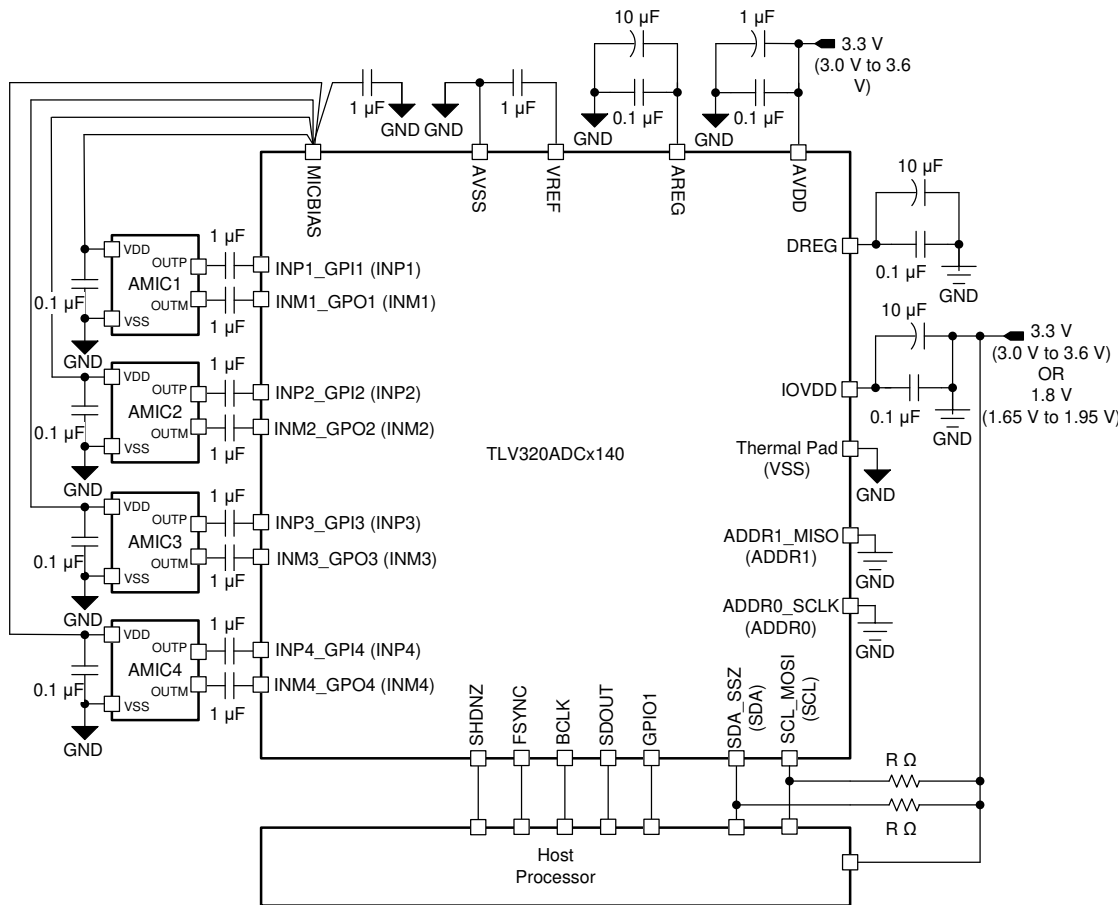 10 µF
1 µF
3.3 V
(3.0 V to 3.6
V)
1 µF
1 µF
0.1 µF
0.1 µF
GND
GND
GND
GND
MICBIAS
AVSS
VREF
AREG
AVDD
10 µF
DREG
0.1 µF
GND
1 µF
VDD
OUTP
INP1_GPI1 (INP1)
AMIC1
0.1 µF
OUTM
INM1_GPO1 (INM1)
VSS
1 µF
GND
10 µF
3.3 V
(3.0 V to 3.6 V)
OR
1.8 V
(1.65 V to 1.95 V)
IOVDD
0.1 µF
GND
1 µF
VDD
OUTP
INP2_GPI2 (INP2)
AMIC2
0.1 µF
OUTM
INM2_GPO2 (INM2)
VSS
1 µF
GND
TLV320ADCx140
Thermal Pad
(VSS)
GND
1 µF
VDD
OUTP
INP3_GPI3 (INP3)
AMIC3
0.1 µF
OUTM
INM3_GPO3 (INM3)
VSS
1 µF
GND
ADDR1_MISO
(ADDR1)
GND
ADDR0_SCLK
(ADDR0)
GND
1 µF
VDD
OUTP
INP4_GPI4 (INP4)
AMIC4
0.1 µF
OUTM
INM4_GPO4 (INM4)
VSS
1 µF
GND
SHDNZ
FSYNC
BCLK
SDOUT
GPIO1
SDA_SSZ
(SDA)
SCL_MOSI
(SCL)
R Ω
R Ω
Host
Processor